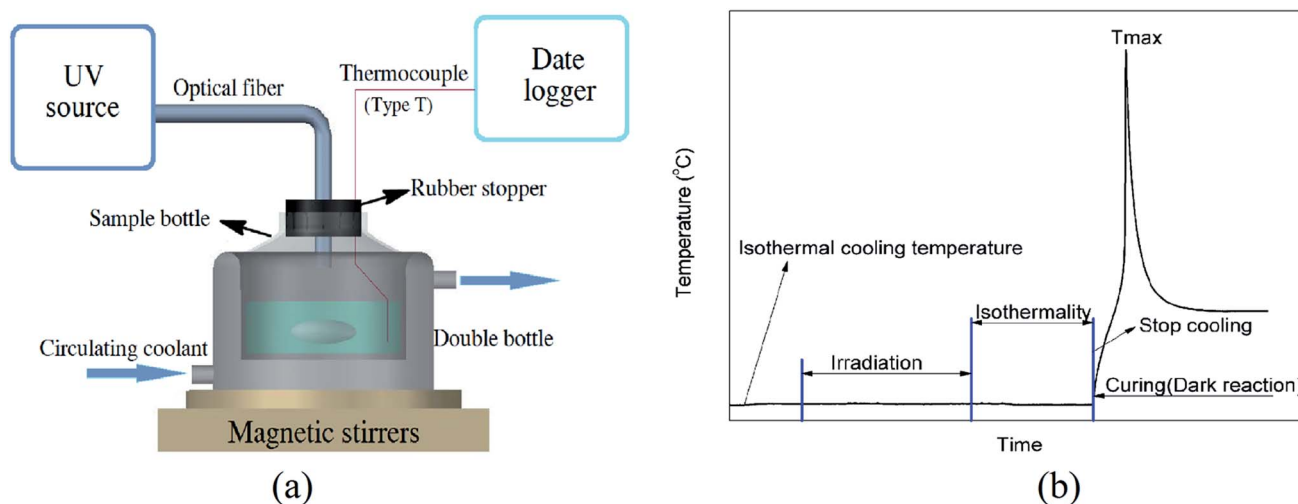 UV
source
Optical fiber
Thermocouple
(Type T)
Date
logger
Rubber stopper
Sample bottle
Circulating coolant
Double bottle
Magnetic stirrers
(a)
Temperature (°C)
Tmax
Isothermal cooling temperature
Isothermality
Stop cooling
Irradiation
Curing(Dark reaction)
Time
(b)